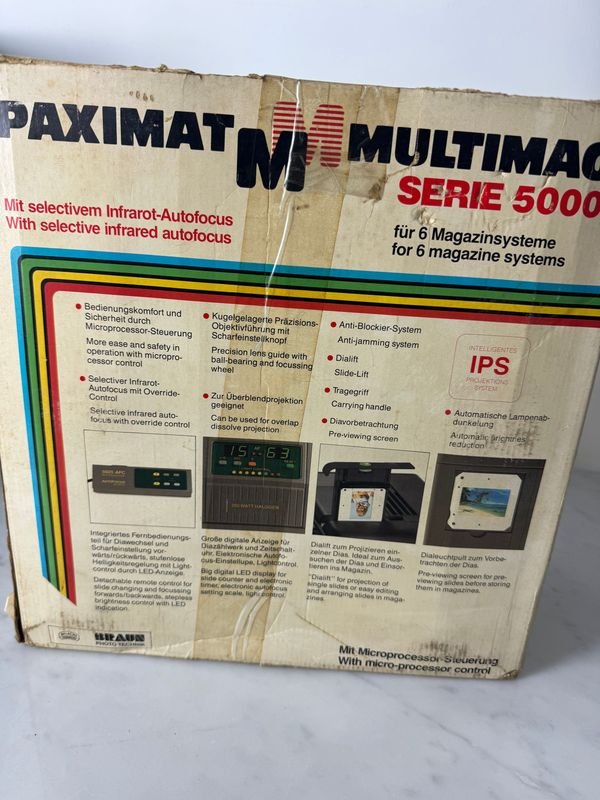 PAXIMAT MULTIMAG
SERIE 5000
Mit selectivem Infrarot-Autofocus
With selective infrared autofocus
für 6 Magazinsysteme
for 6 magazine systems
Bedienungskomfort und
Sicherheit durch
Microprocessor-Steuerung
More ease and safety in
operation with micropro-
cessor control
Selectiver Infrarot-
Autofocus mit Override-
Control
Selective infrared auto-
focus with override control
Kugelgelagerte Präzisions-
Objektivführung mit
Scharfeinstellknopf
Precision lens guide with
ball-bearing and focussing
wheel
Zur Überblendprojektion
geeignet
Can be used for overlap
dissolve projection
Anti-Blockier-System
Anti-jamming system
Dialift
Slide-Lift
Tragegriff
Carrying handle
Diavorbetrachtung
Pre-viewing screen
INTELLIGENTES
IPS
PROJEKTIONS
SYSTEM
Automatische Lampenab-
dunkelung
Automatic brightnes
reduction
AUTOFOCUS
15 63
250 WATT HALOGEN
Integriertes Fernbedienungs-
teil für Diawechsel und
Scharfeinstellung vor-
wärts/rückwärts, stufenlose
Helligkeitsregelung mit Light-
control durch LED-Anzeige.
Detachable remote control for
slide changing and focussing
forwards/backwards, stepless
brightness control with LED
indication.
Große digitale Anzeige für
Diazählwerk und Zeitschalt-
uhr. Elektronische Autofo-
cus-Einstellupe, Lightcontrol.
Big digital LED display for
slide counter and electronic
timer, electronic autofocus
setting scale, light control.
Dialift zum Projizieren ein-
zelner Dias. Ideal zum Aus-
suchen der Dias und Einsor-
tieren ins Magazin.
"Dialift" for projection of
single slides or easy editing
and arranging slides in maga-
zines.
Dialeuchtpult zum Vorbe-
trachten der Dias.
Pre-viewing screen for pre-
viewing slides before storing
them in magazines.
BRAUN
PHOTO TECHNIK
Mit Microprocessor-Steuerung
With micro-processor control